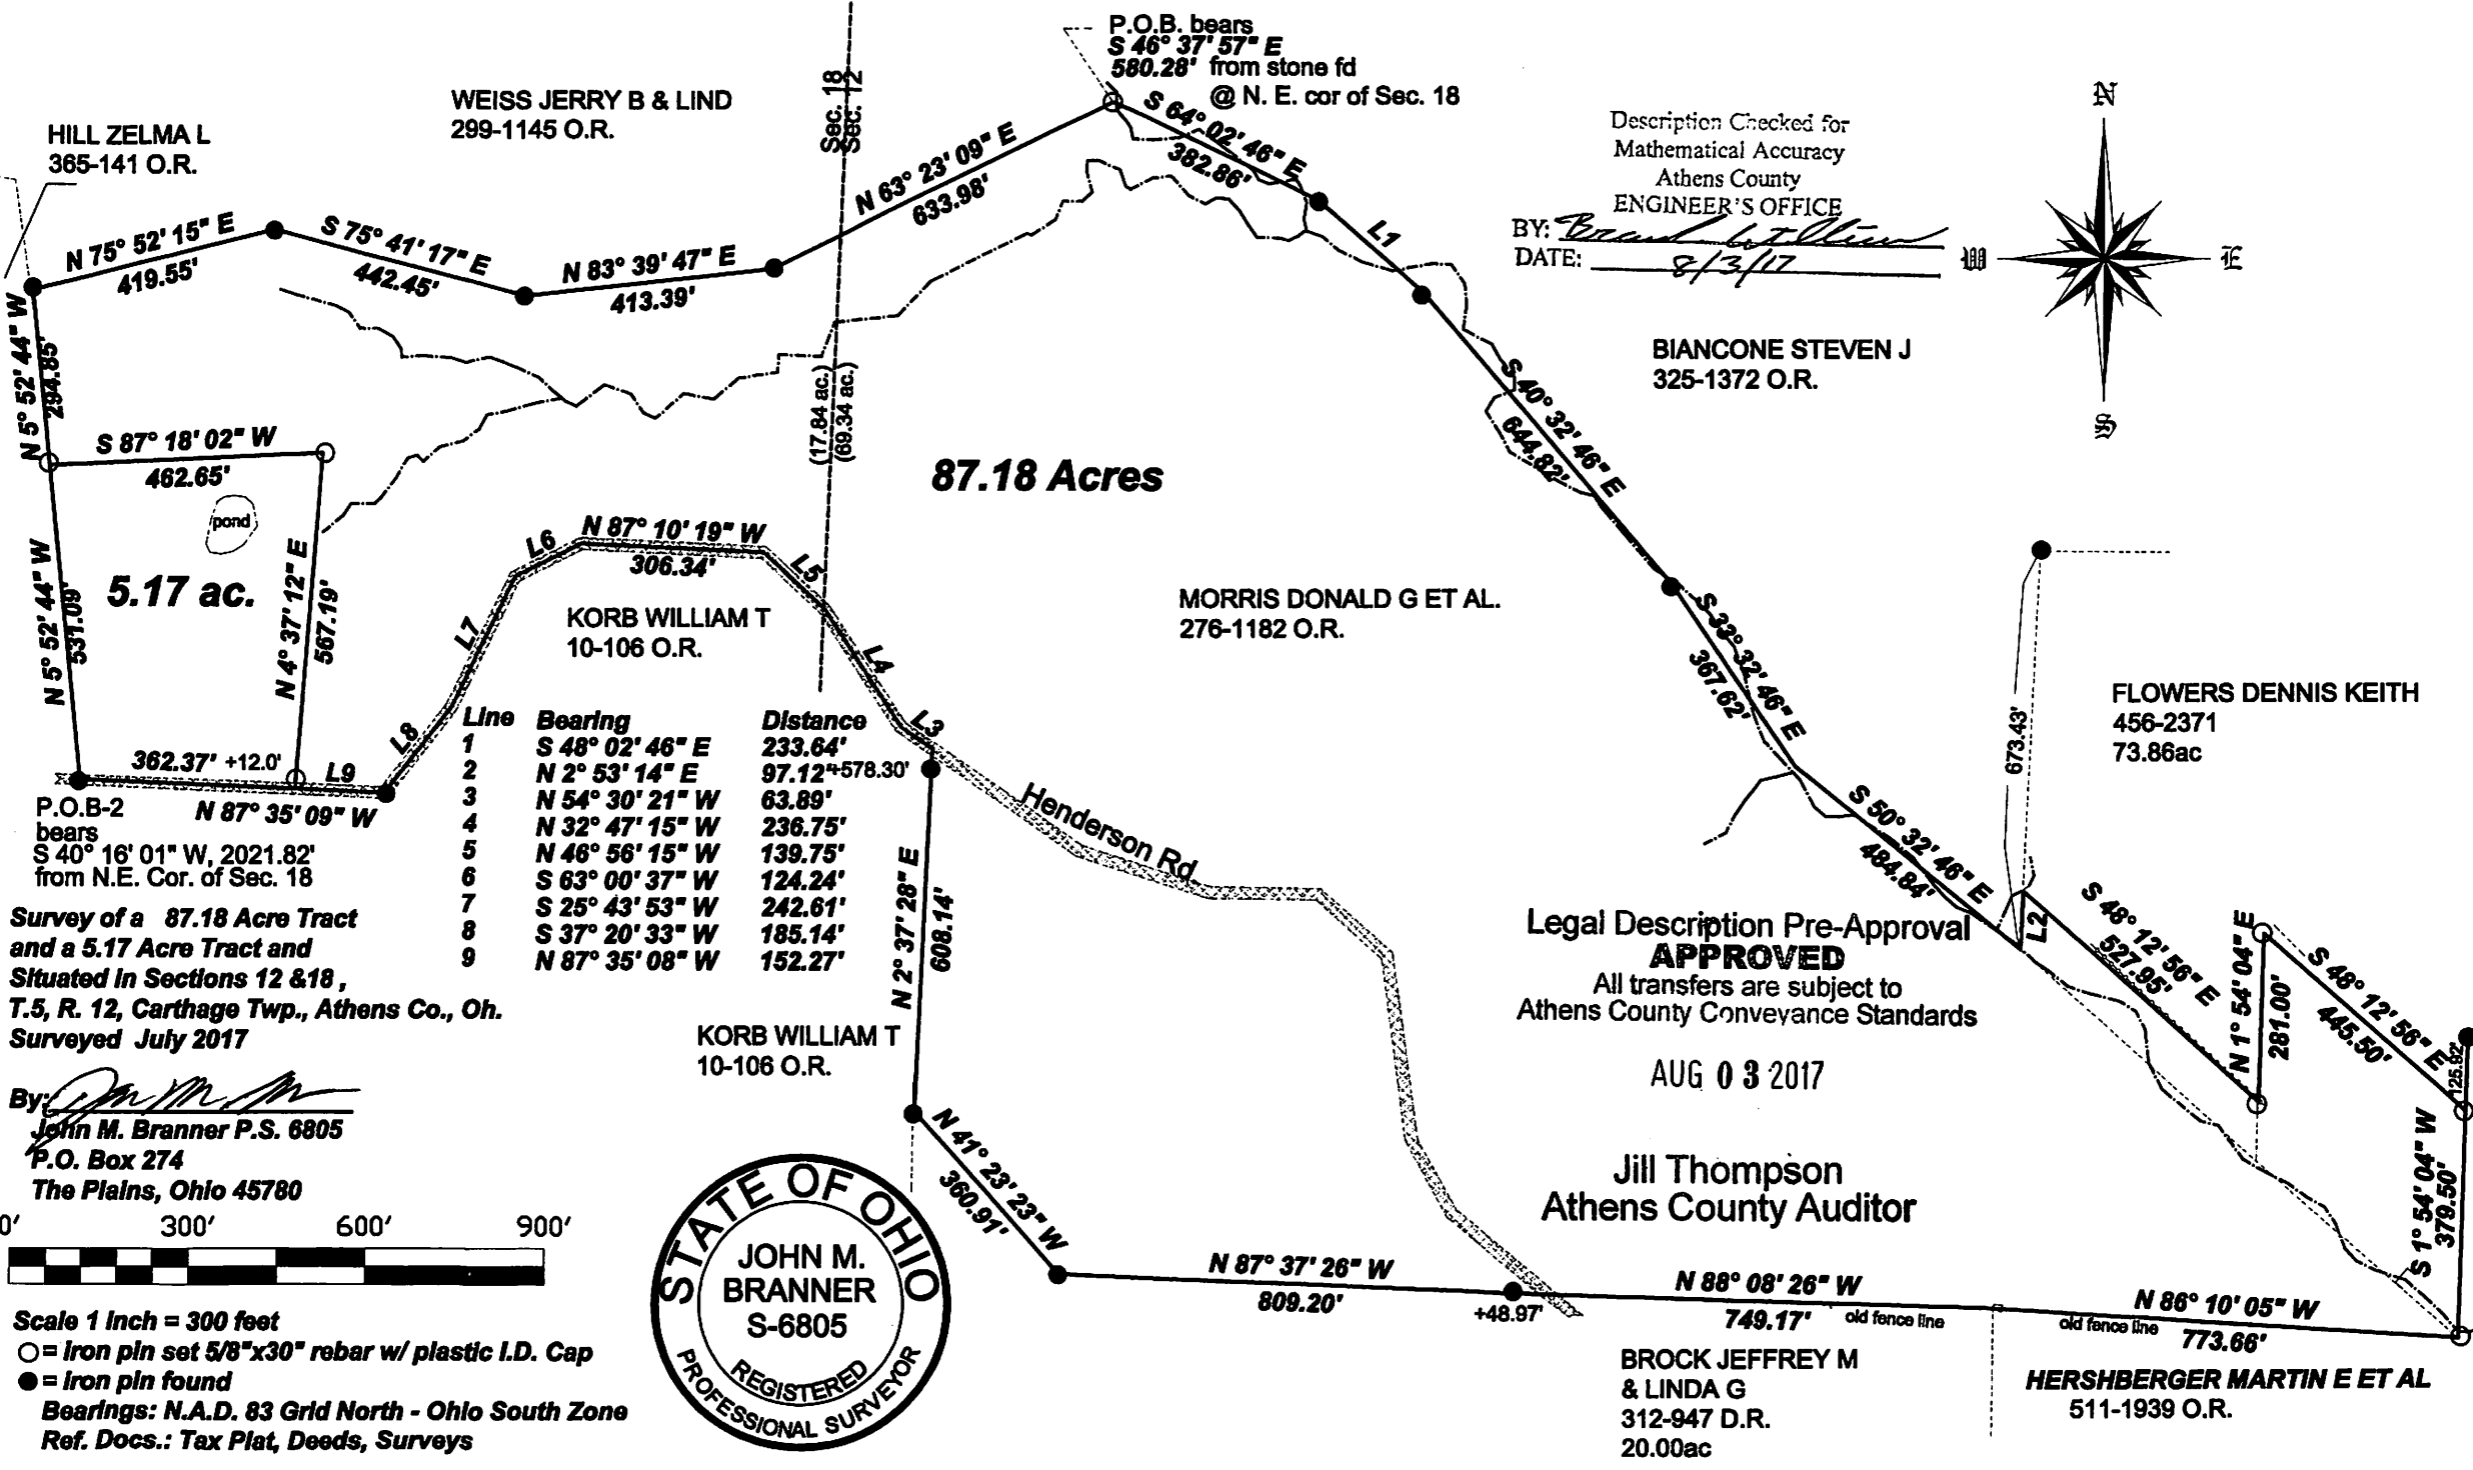 P.O.B. bears
S 46° 37' 57" E
580.28' from stone fd
@ N. E. cor of Sec. 18
WEISS JERRY B & LIND
299-1145 O.R.
HILL ZELMA L
365-141 O.R.
Sec. 18
Sec. 12
N 75° 52' 15" E
419.55'
S 75° 41' 17" E
442.45'
N 83° 39' 47" E
413.39'
N 63° 23' 09" E
633.98'
S 64° 02' 46" E
382.86'
L1
Description Checked for
Mathematical Accuracy
Athens County
ENGINEER'S OFFICE
BY:
DATE: 8/3/17
N
W
E
S
BIANCONE STEVEN J
325-1372 O.R.
N 5° 52' 44" W
294.85'
S 87° 18' 02" W
462.65'
pond
5.17 ac.
N 5° 52' 44" W
531.09'
N 4° 37' 12" E
567.19'
(17.84 ac.)
(69.34 ac.)
87.18 Acres
S 40° 32' 46" E
644.82'
L6
N 87° 10' 19" W
306.34'
L5
L7
L4
L8
L3
KORB WILLIAM T
10-106 O.R.
MORRIS DONALD G ET AL.
276-1182 O.R.
S 33° 32' 46" E
367.62'
673.43'
FLOWERS DENNIS KEITH
456-2371
73.86ac
362.37' +12.0'
L9
N 87° 35' 09" W
P.O.B-2
bears
S 40° 16' 01" W, 2021.82'
from N.E. Cor. of Sec. 18
Line Bearing Distance
1 S 48° 02' 46" E 233.64'
2 N 2° 53' 14" E 97.12'
3 N 54° 30' 21" W 63.89'
4 N 32° 47' 15" W 236.75'
5 N 46° 56' 15" W 139.75'
6 S 63° 00' 37" W 124.24'
7 S 25° 43' 53" W 242.61'
8 S 37° 20' 33" W 185.14'
9 N 87° 35' 08" W 152.27'
+578.30'
Henderson Rd.
N 2° 37' 28" E
608.14'
S 50° 32' 46" E
484.84'
L2
S 48° 12' 56" E
527.95'
N 1° 54' 04" E
281.00'
S 48° 12' 56" E
445.50'
125.92'
S 1° 54' 04" W
379.50'
Survey of a 87.18 Acre Tract
and a 5.17 Acre Tract and
Situated in Sections 12 &18 ,
T.5, R. 12, Carthage Twp., Athens Co., Oh.
Surveyed July 2017
By:
John M. Branner P.S. 6805
P.O. Box 274
The Plains, Ohio 45780
Legal Description Pre-Approval
APPROVED
All transfers are subject to
Athens County Conveyance Standards
AUG 03 2017
Jill Thompson
Athens County Auditor
KORB WILLIAM T
10-106 O.R.
N 41° 23' 23" W
360.91'
N 87° 37' 26" W
809.20'
+48.97'
N 88° 08' 26" W
749.17'
old fence line
N 86° 10' 05" W
old fence line
773.66'
BROCK JEFFREY M
& LINDA G
312-947 D.R.
20.00ac
HERSHBERGER MARTIN E ET AL
511-1939 O.R.
0' 300' 600' 900'
Scale 1 inch = 300 feet
= iron pin set 5/8"x30" rebar w/ plastic I.D. Cap
= iron pin found
Bearings: N.A.D. 83 Grid North - Ohio South Zone
Ref. Docs.: Tax Plat, Deeds, Surveys
STATE OF OHIO
JOHN M.
BRANNER
S-6805
REGISTERED
PROFESSIONAL SURVEYOR